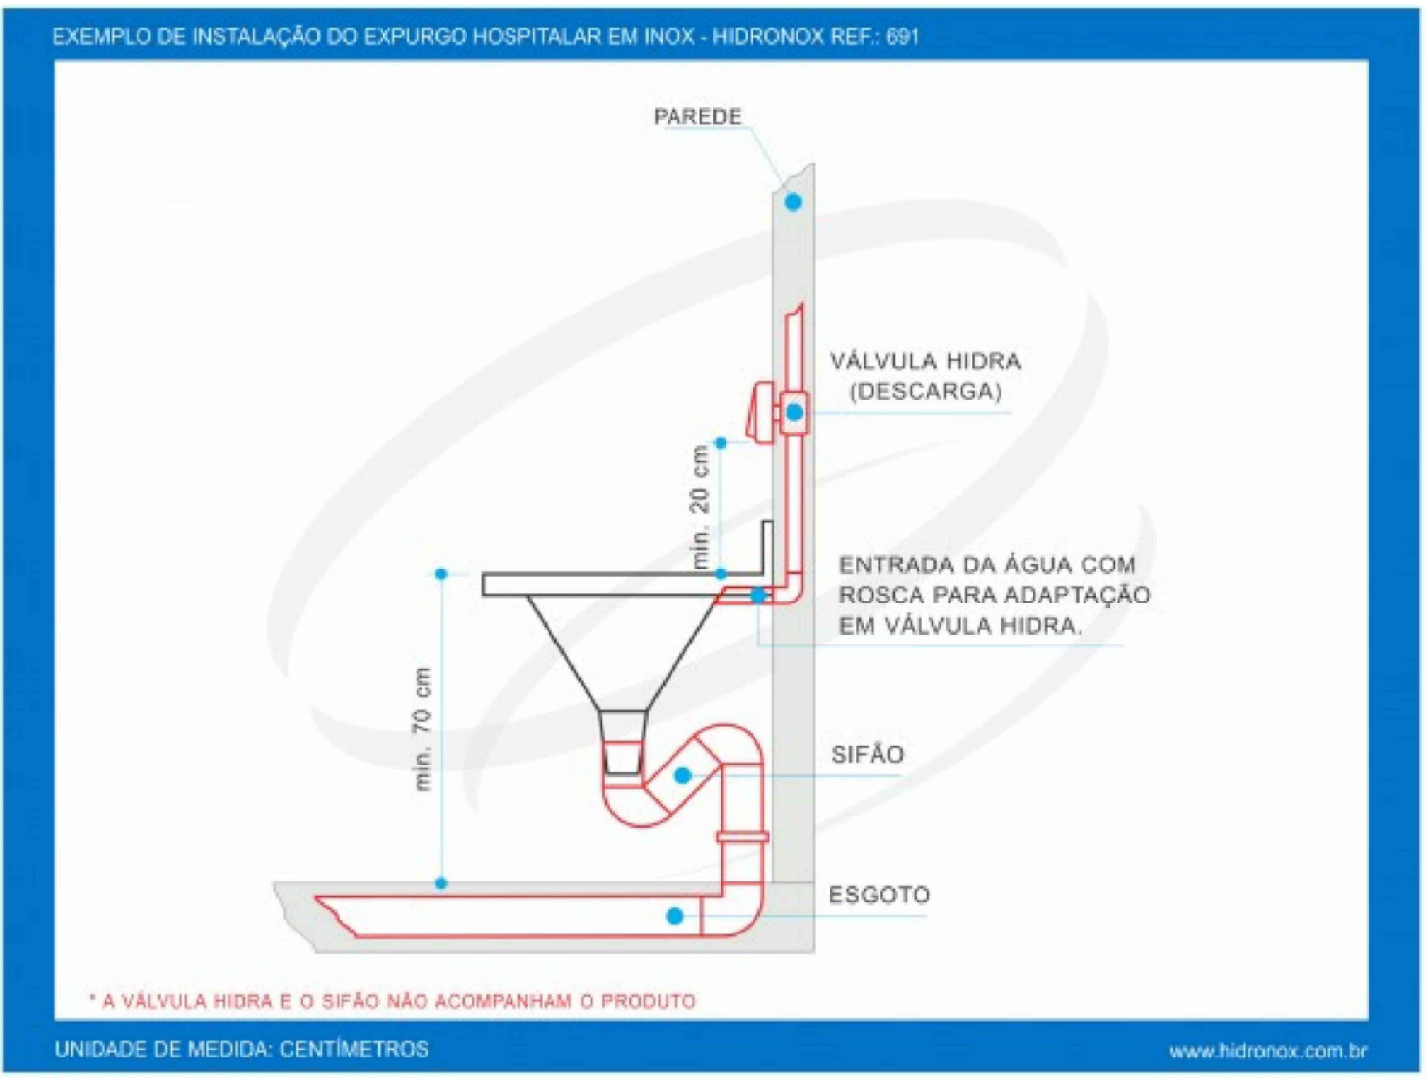 EXEMPLO DE INSTALAÇÃO DO EXPURGO HOSPITALAR EM INOX - HIDRONOX REF.: 691
PAREDE
VÁLVULA HIDRA
(DESCARGA)
min. 20 cm
ENTRADA DA ÁGUA COM
ROSCA PARA ADAPTAÇÃO
EM VÁLVULA HIDRA.
min. 70 cm
SIFÃO
ESGOTO
* A VÁLVULA HIDRA E O SIFÃO NÃO ACOMPANHAM O PRODUTO
UNIDADE DE MEDIDA: CENTÍMETROS
www.hidronox.com.br